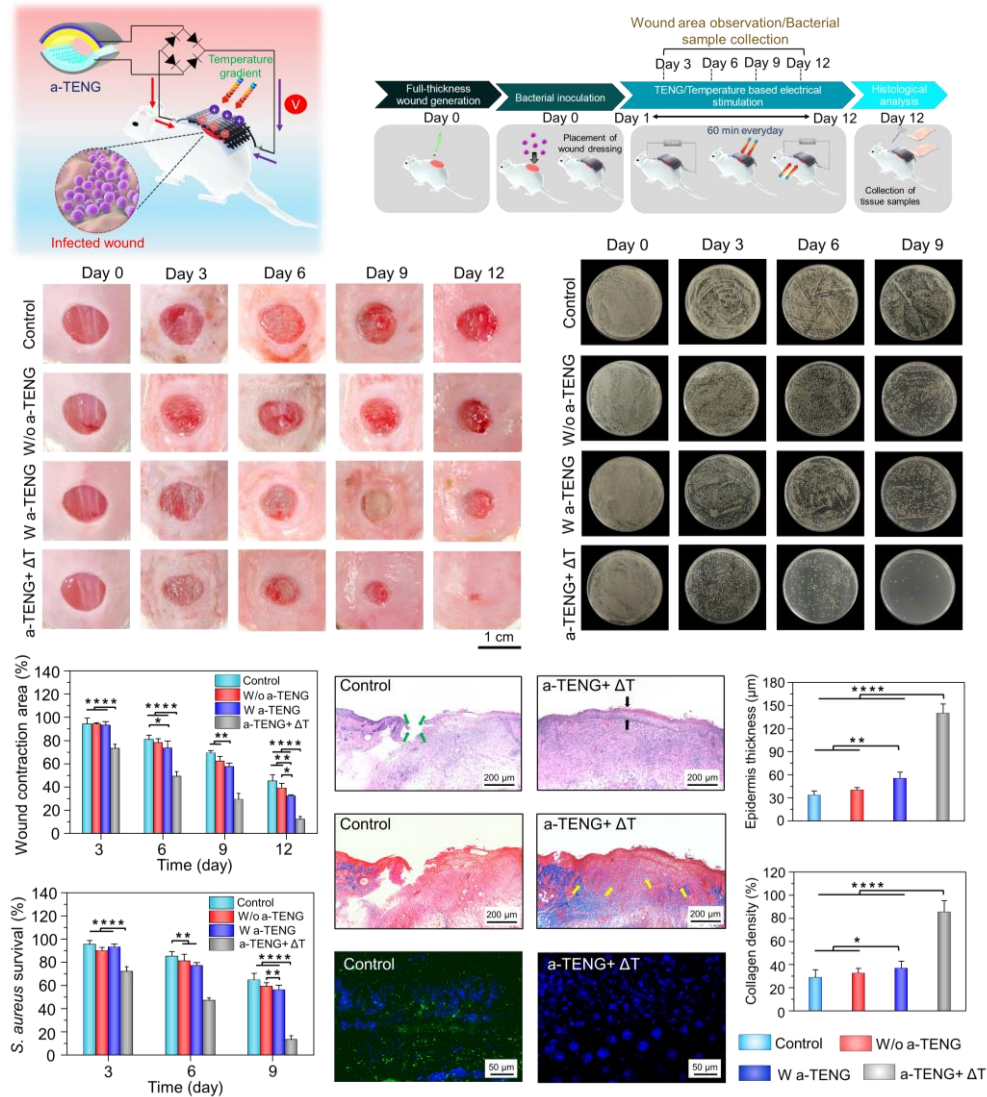 a-TENG
Temperature
gradient
V
Infected wound
Wound area observation/Bacterial
sample collection
Day 3 Day 6 Day 9 Day 12
Full-thickness
wound generation
Bacterial inoculation
TENG/Temperature based electrical
stimulation
Histological
analysis
Day 0
Day 0
Day 1
Day 12
Day 12
Placement of
wound dressing
60 min everyday
Collection of
tissue samples
Day 0 Day 3 Day 6 Day 9 Day 12
Control
W/o a-TENG
W a-TENG
a-TENG+ ΔT
1 cm
Day 0 Day 3 Day 6 Day 9
Control
W/o a-TENG
W a-TENG
a-TENG+ ΔT
Wound contraction area (%)
140
120
100
80
60
40
20
0
Control
W/o a-TENG
W a-TENG
a-TENG+ ΔT
****
****
*
**
****
**
*
3 6 9 12
Time (day)
S. aureus survival (%)
140
120
100
80
60
40
20
0
Control
W/o a-TENG
W a-TENG
a-TENG+ ΔT
****
**
****
**
3 6 9
Time (day)
Control
200 µm
a-TENG+ ΔT
200 µm
Control
200 µm
a-TENG+ ΔT
200 µm
Control
50 µm
a-TENG+ ΔT
50 µm
Epidermis thickness (µm)
180
150
120
90
60
30
0
****
**
Collagen density (%)
120
100
80
60
40
20
0
****
*
Control
W/o a-TENG
W a-TENG
a-TENG+ ΔT